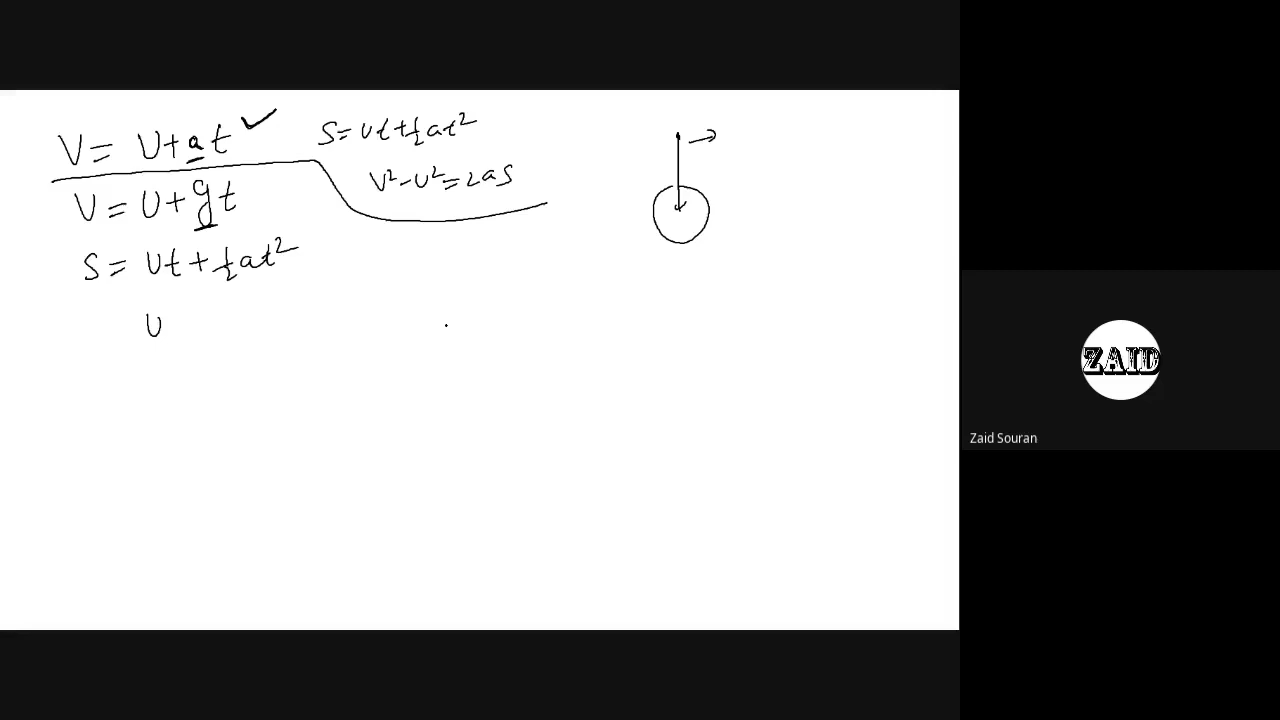 V = U + at ✓
S = Ut + ½at²
V² - U² = 2as
V = U + gt
S = Ut + ½at²
U
ZAID
Zaid Souran